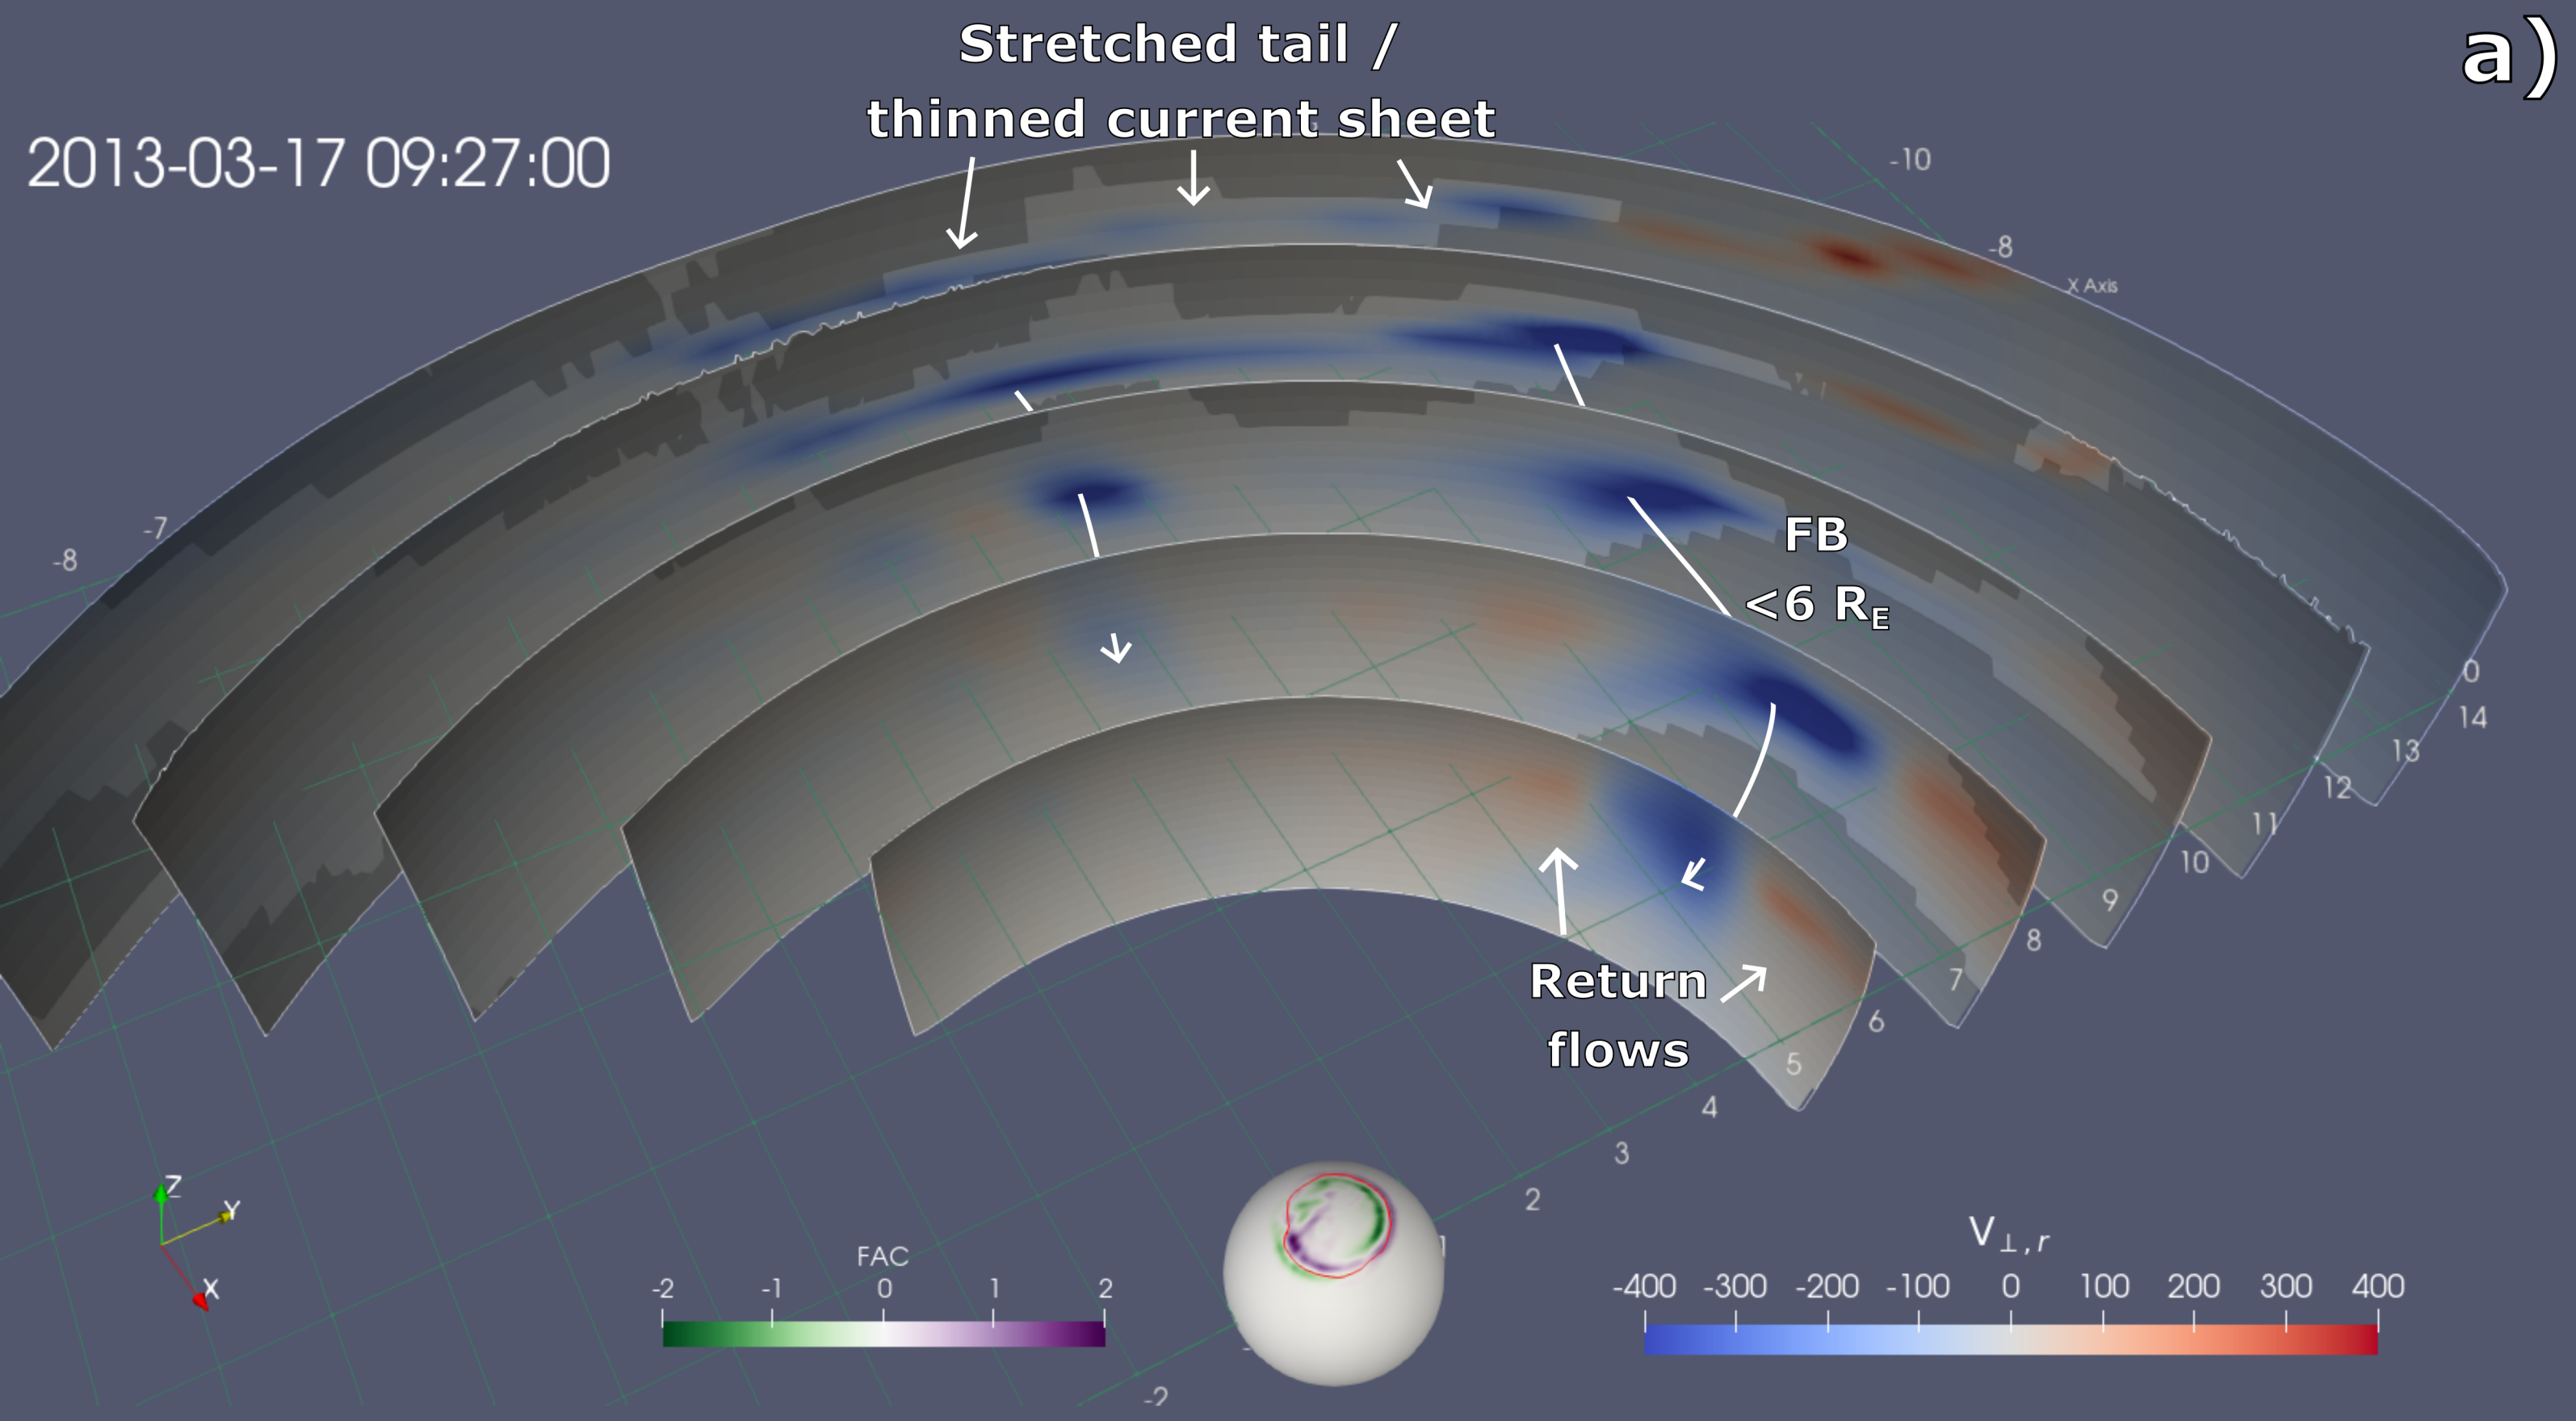 a)
Stretched tail /
thinned current sheet
2013-03-17 09:27:00
-10
-8
X Axis
-7
-8
FB
<6 R_E
0
14
13
12
11
10
9
8
7
6
5
4
3
2
1
-2
Return
flows
Z
Y
X
FAC
-2 -1 0 1 2
V⊥,r
-400 -300 -200 -100 0 100 200 300 400